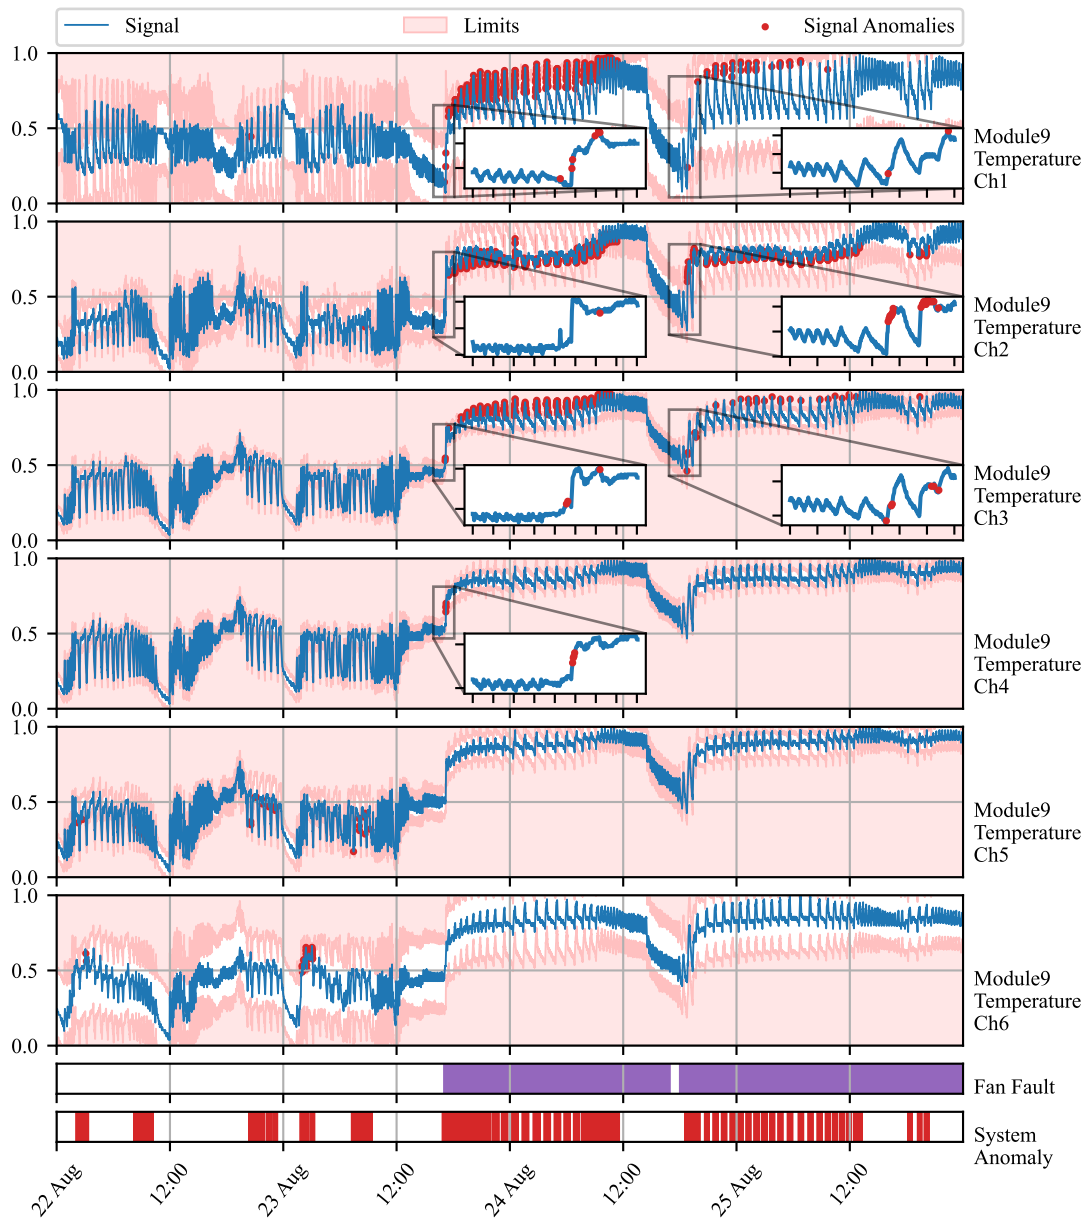 Signal Limits Signal Anomalies
1.0
0.5
0.0
Module9
Temperature
Ch1
1.0
0.5
0.0
Module9
Temperature
Ch2
1.0
0.5
0.0
Module9
Temperature
Ch3
1.0
0.5
0.0
Module9
Temperature
Ch4
1.0
0.5
0.0
Module9
Temperature
Ch5
1.0
0.5
0.0
Module9
Temperature
Ch6
Fan Fault
System
Anomaly
22 Aug 12:00 23 Aug 12:00 24 Aug 12:00 25 Aug 12:00